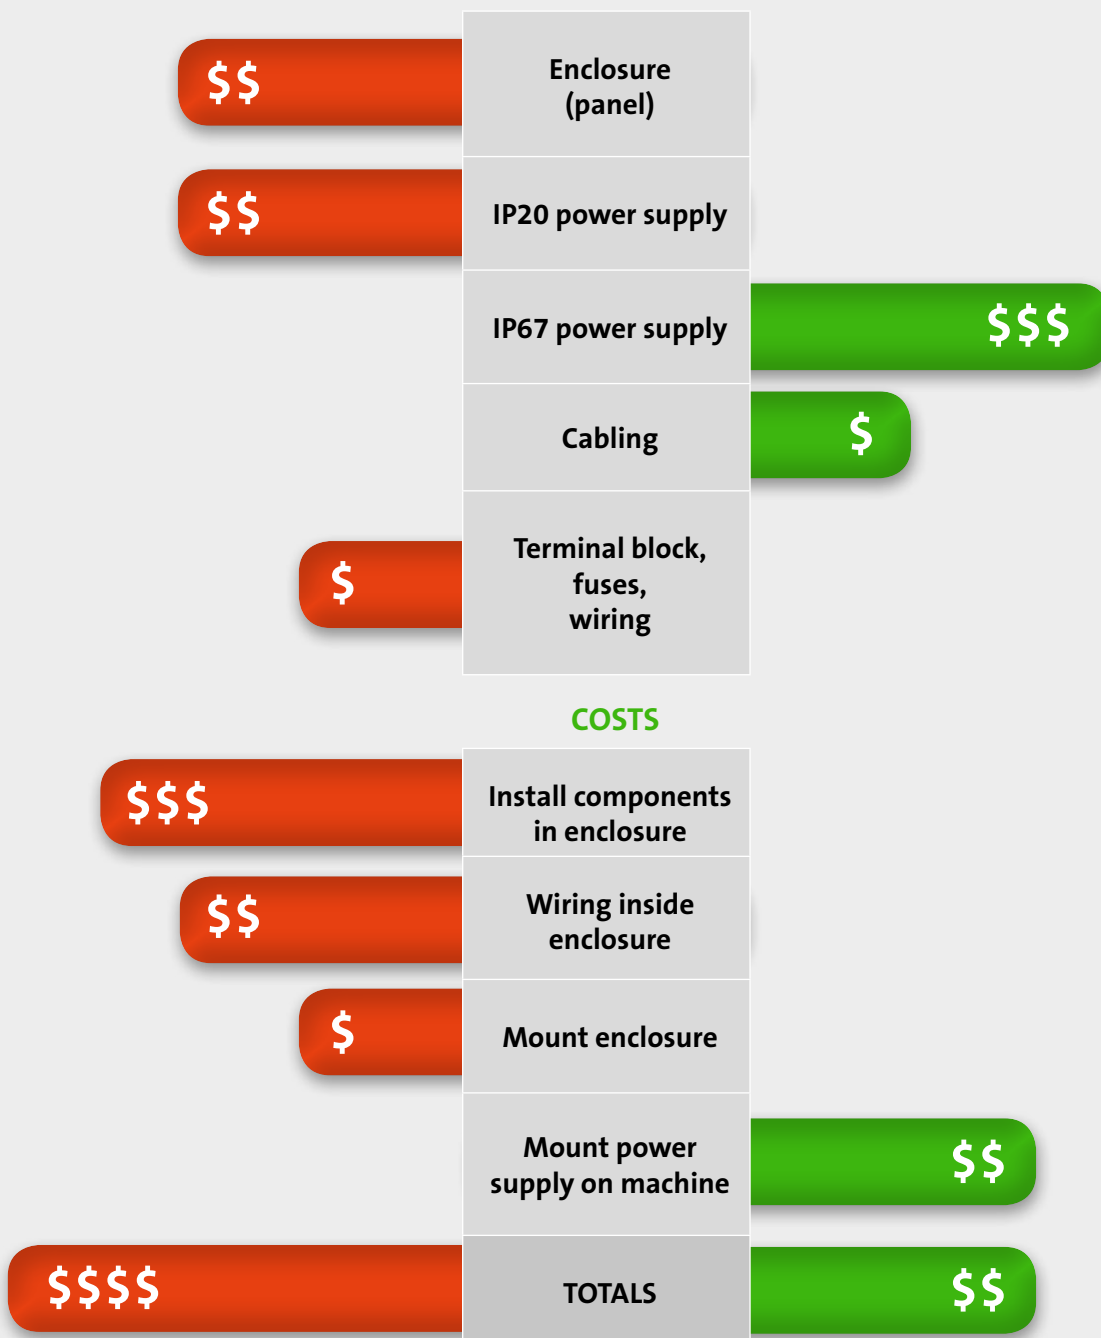 $$
Enclosure
(panel)
$$
IP20 power supply
IP67 power supply
$$$
Cabling
$
$
Terminal block,
fuses,
wiring
COSTS
$$$
Install components
in enclosure
$$
Wiring inside
enclosure
$
Mount enclosure
Mount power
supply on machine
$$
$$$$
TOTALS
$$